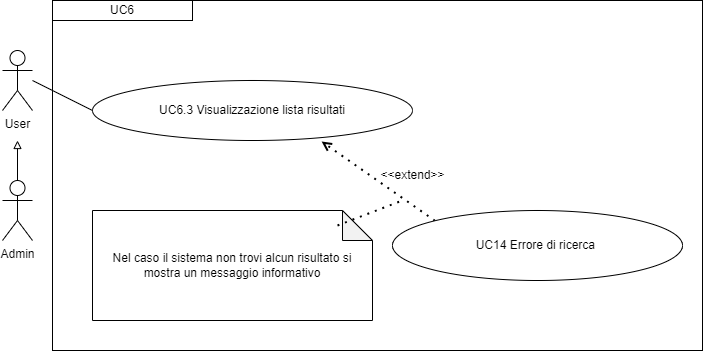 UC6
UC6.3 Visualizzazione lista risultati
User
<<extend>>
Nel caso il sistema non trovi alcun risultato si
mostra un messaggio informativo
UC14 Errore di ricerca
Admin